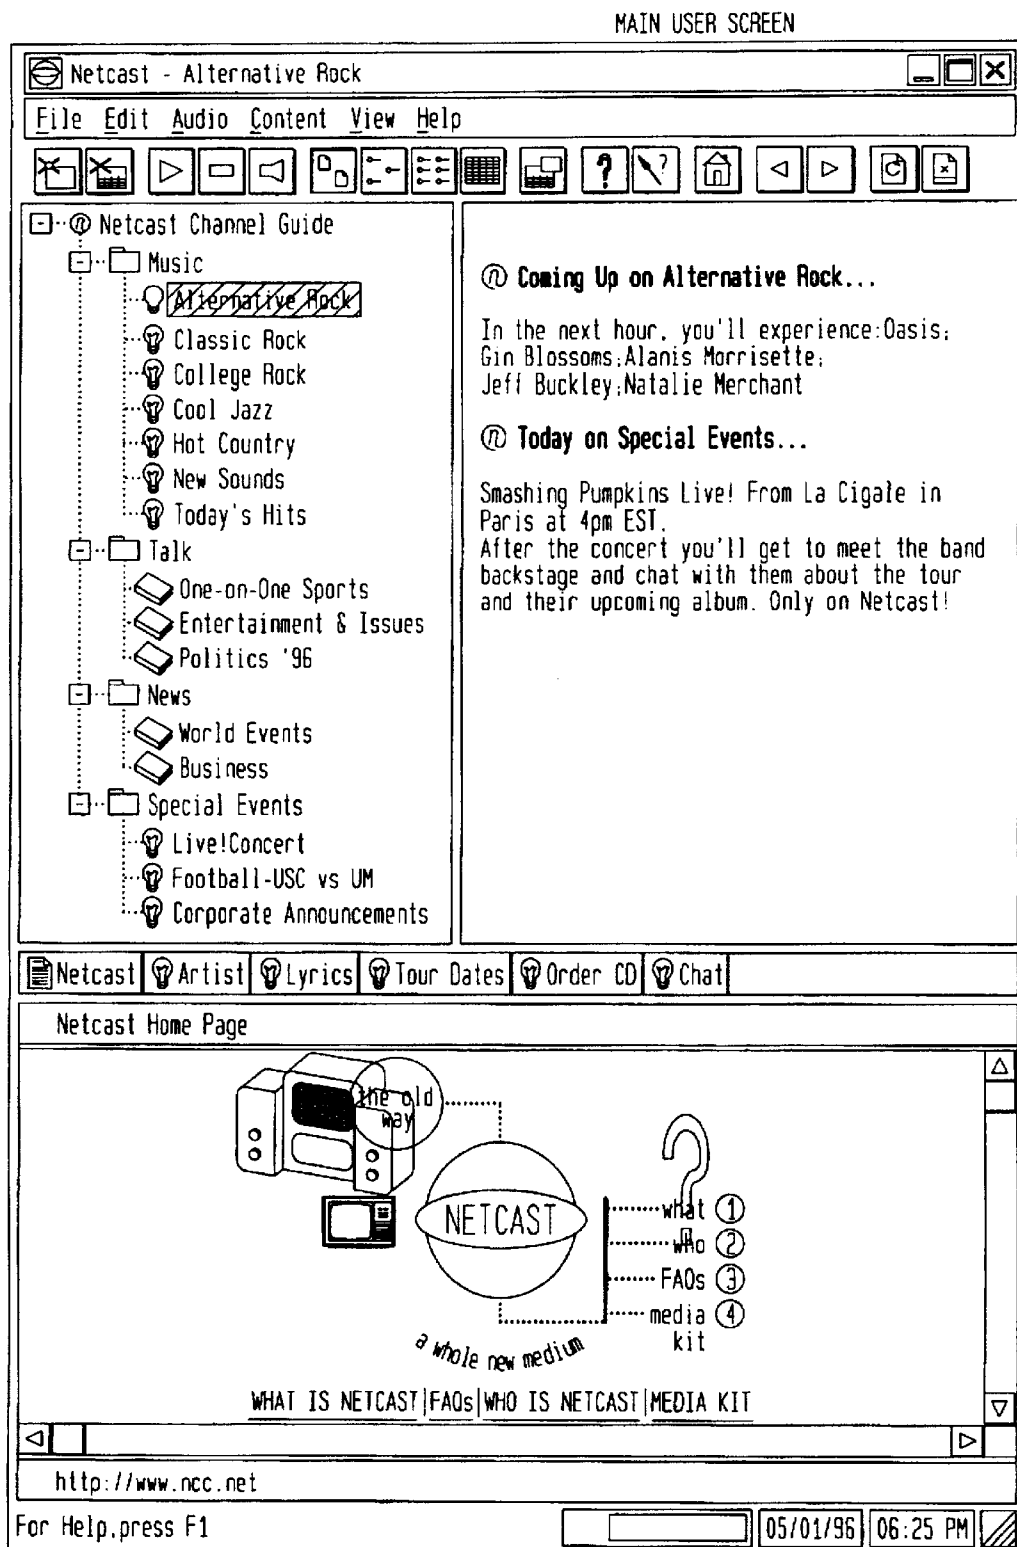 MAIN USER SCREEN
Netcast - Alternative Rock
File Edit Audio Content View Help
Netcast Channel Guide
Music
Alternative Rock
Classic Rock
College Rock
Cool Jazz
Hot Country
New Sounds
Today's Hits
Talk
One-on-One Sports
Entertainment & Issues
Politics '96
News
World Events
Business
Special Events
Live!Concert
Football-USC vs UM
Corporate Announcements
Coming Up on Alternative Rock...
In the next hour, you'll experience:Oasis;
Gin Blossoms;Alanis Morrisette;
Jeff Buckley;Natalie Merchant
Today on Special Events...
Smashing Pumpkins Live! From La Cigale in
Paris at 4pm EST.
After the concert you'll get to meet the band
backstage and chat with them about the tour
and their upcoming album. Only on Netcast!
Netcast Artist Lyrics Tour Dates Order CD Chat
Netcast Home Page
the old
way
NETCAST
what 1
who 2
FAQs 3
media 4
kit
a whole new medium
WHAT IS NETCAST|FAQs|WHO IS NETCAST|MEDIA KIT
http://www.ncc.net
For Help,press F1
05/01/96 06:25 PM